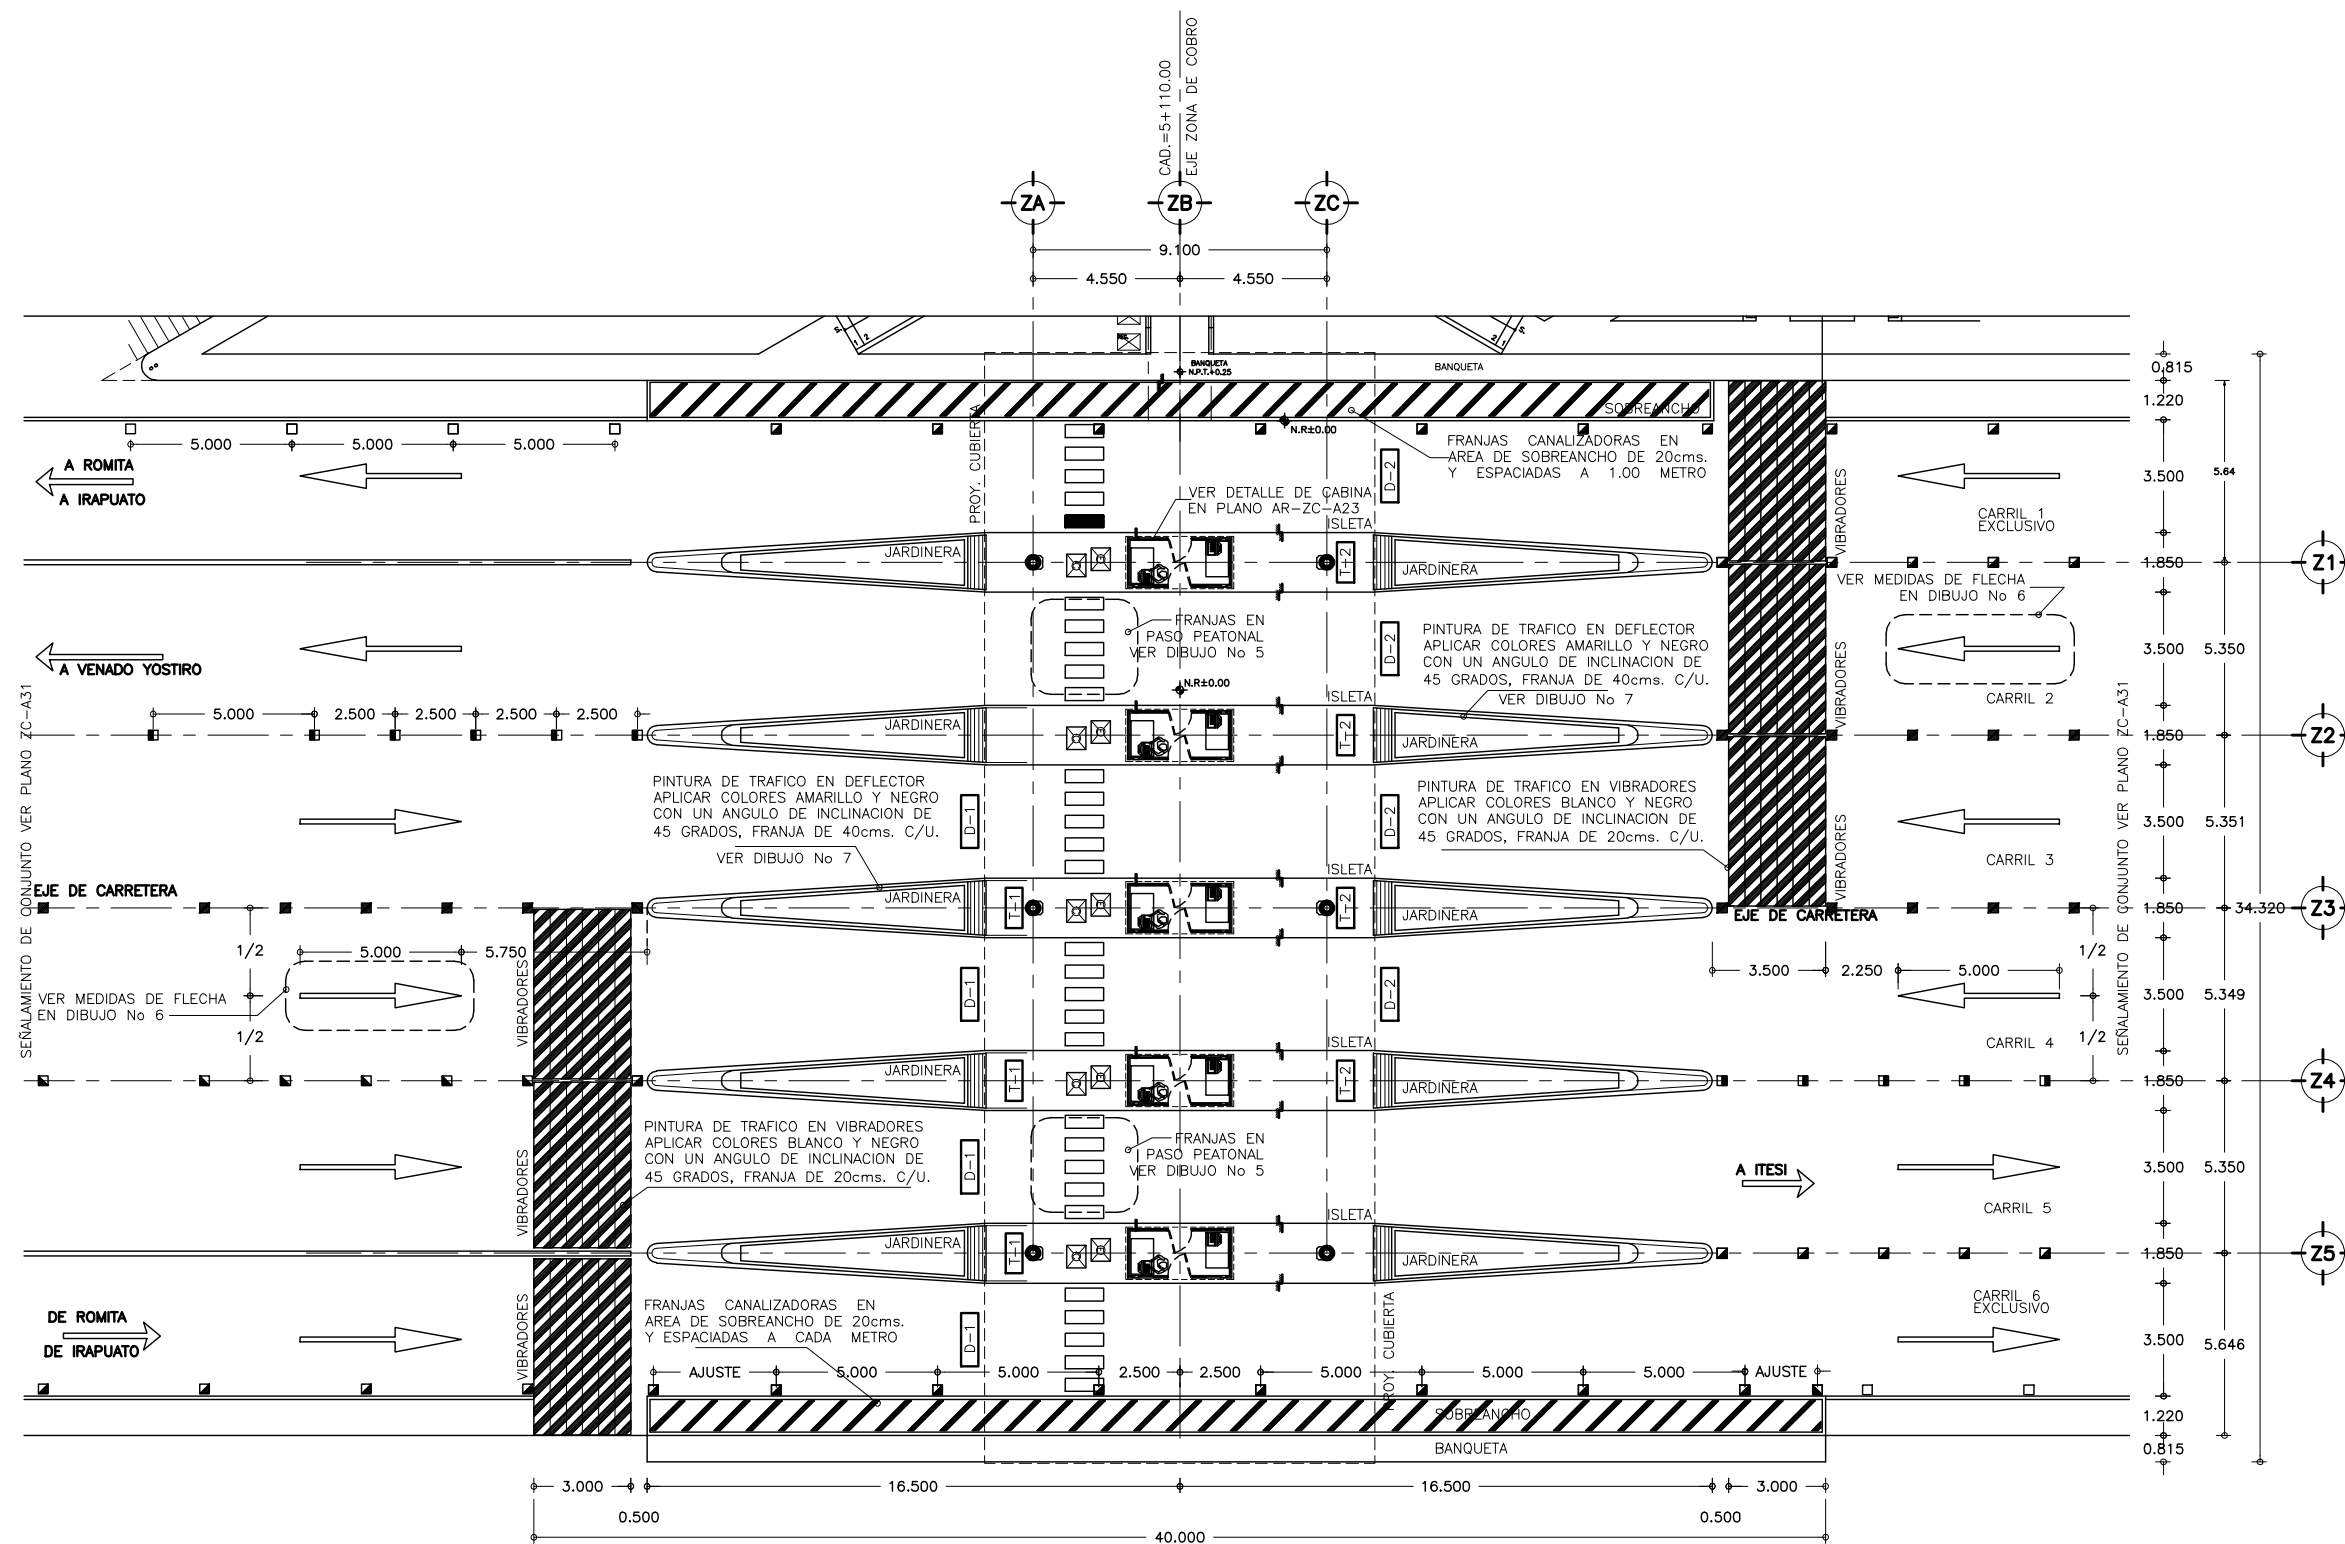 CAD.=5+110.00
EJE ZONA DE COBRO
ZA
ZB
ZC
9.100
4.550
4.550
BANQUETA
N.P.T.+0.25
BANQUETA
0.815
1.220
SOBREANCHO
N.R±0.00
5.000
5.000
5.000
FRANJAS CANALIZADORAS EN
AREA DE SOBREANCHO DE 20cms.
Y ESPACIADAS A 1.00 METRO
A ROMITA
A IRAPUATO
PROY. CUBIERTA
D-2
VER DETALLE DE CABINA
EN PLANO AR-ZC-A23
VIBRADORES
3.500
5.64
CARRIL 1
EXCLUSIVO
ISLETA
JARDINERA
T-2
JARDINERA
1.850
Z1
VER MEDIDAS DE FLECHA
EN DIBUJO No 6
FRANJAS EN
PASO PEATONAL
VER DIBUJO No 5
D-2
PINTURA DE TRAFICO EN DEFLECTOR
APLICAR COLORES AMARILLO Y NEGRO
CON UN ANGULO DE INCLINACION DE
45 GRADOS, FRANJA DE 40cms. C/U.
VER DIBUJO No 7
VIBRADORES
3.500
5.350
A VENADO YOSTIRO
N.R±0.00
CARRIL 2
SEÑALAMIENTO DE CONJUNTO VER PLANO ZC-A31
SEÑALAMIENTO DE CONJUNTO VER PLANO ZC-A31
5.000
2.500
2.500
2.500
2.500
ISLETA
JARDINERA
T-2
JARDINERA
1.850
Z2
PINTURA DE TRAFICO EN DEFLECTOR
APLICAR COLORES AMARILLO Y NEGRO
CON UN ANGULO DE INCLINACION DE
45 GRADOS, FRANJA DE 40cms. C/U.
VER DIBUJO No 7
D-1
D-2
PINTURA DE TRAFICO EN VIBRADORES
APLICAR COLORES BLANCO Y NEGRO
CON UN ANGULO DE INCLINACION DE
45 GRADOS, FRANJA DE 20cms. C/U.
VIBRADORES
3.500
5.351
CARRIL 3
EJE DE CARRETERA
ISLETA
JARDINERA
T-1
T-2
JARDINERA
EJE DE CARRETERA
1.850
34.320
Z3
1/2
5.000
5.750
VIBRADORES
D-1
D-2
3.500
2.250
5.000
1/2
3.500
5.349
VER MEDIDAS DE FLECHA
EN DIBUJO No 6
1/2
CARRIL 4
1/2
ISLETA
JARDINERA
T-1
T-2
JARDINERA
1.850
Z4
PINTURA DE TRAFICO EN VIBRADORES
APLICAR COLORES BLANCO Y NEGRO
CON UN ANGULO DE INCLINACION DE
45 GRADOS, FRANJA DE 20cms. C/U.
VIBRADORES
D-1
FRANJAS EN
PASO PEATONAL
VER DIBUJO No 5
A ITESI
3.500
5.350
CARRIL 5
ISLETA
JARDINERA
T-1
JARDINERA
1.850
Z5
DE ROMITA
DE IRAPUATO
VIBRADORES
FRANJAS CANALIZADORAS EN
AREA DE SOBREANCHO DE 20cms.
Y ESPACIADAS A CADA METRO
D-1
PROY. CUBIERTA
CARRIL 6
EXCLUSIVO
3.500
5.646
AJUSTE
5.000
5.000
2.500
2.500
5.000
5.000
5.000
AJUSTE
SOBREANCHO
1.220
BANQUETA
0.815
3.000
16.500
16.500
3.000
0.500
0.500
40.000